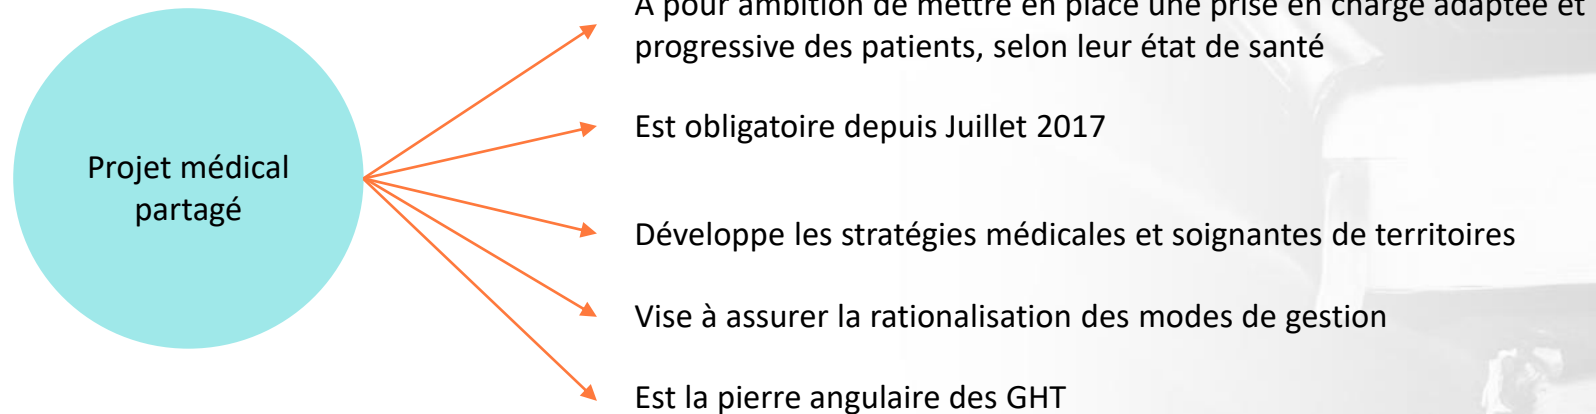 Projet médical
partagé
A pour ambition de mettre en place une prise en charge adaptée et
progressive des patients, selon leur état de santé
Est obligatoire depuis Juillet 2017
Développe les stratégies médicales et soignantes de territoires
Vise à assurer la rationalisation des modes de gestion
Est la pierre angulaire des GHT